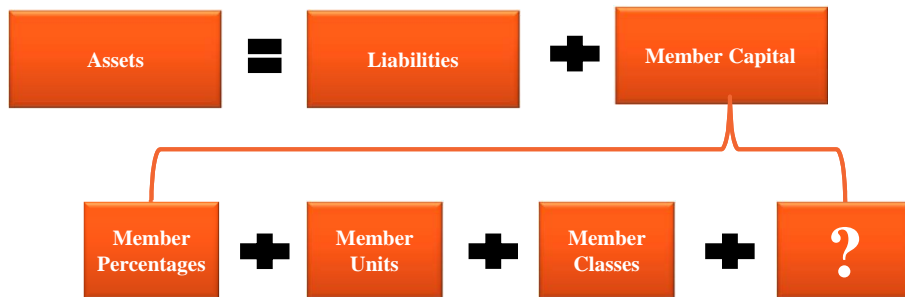 Assets
Liabilities
Member Capital
Member
Percentages
Member
Units
Member
Classes
?